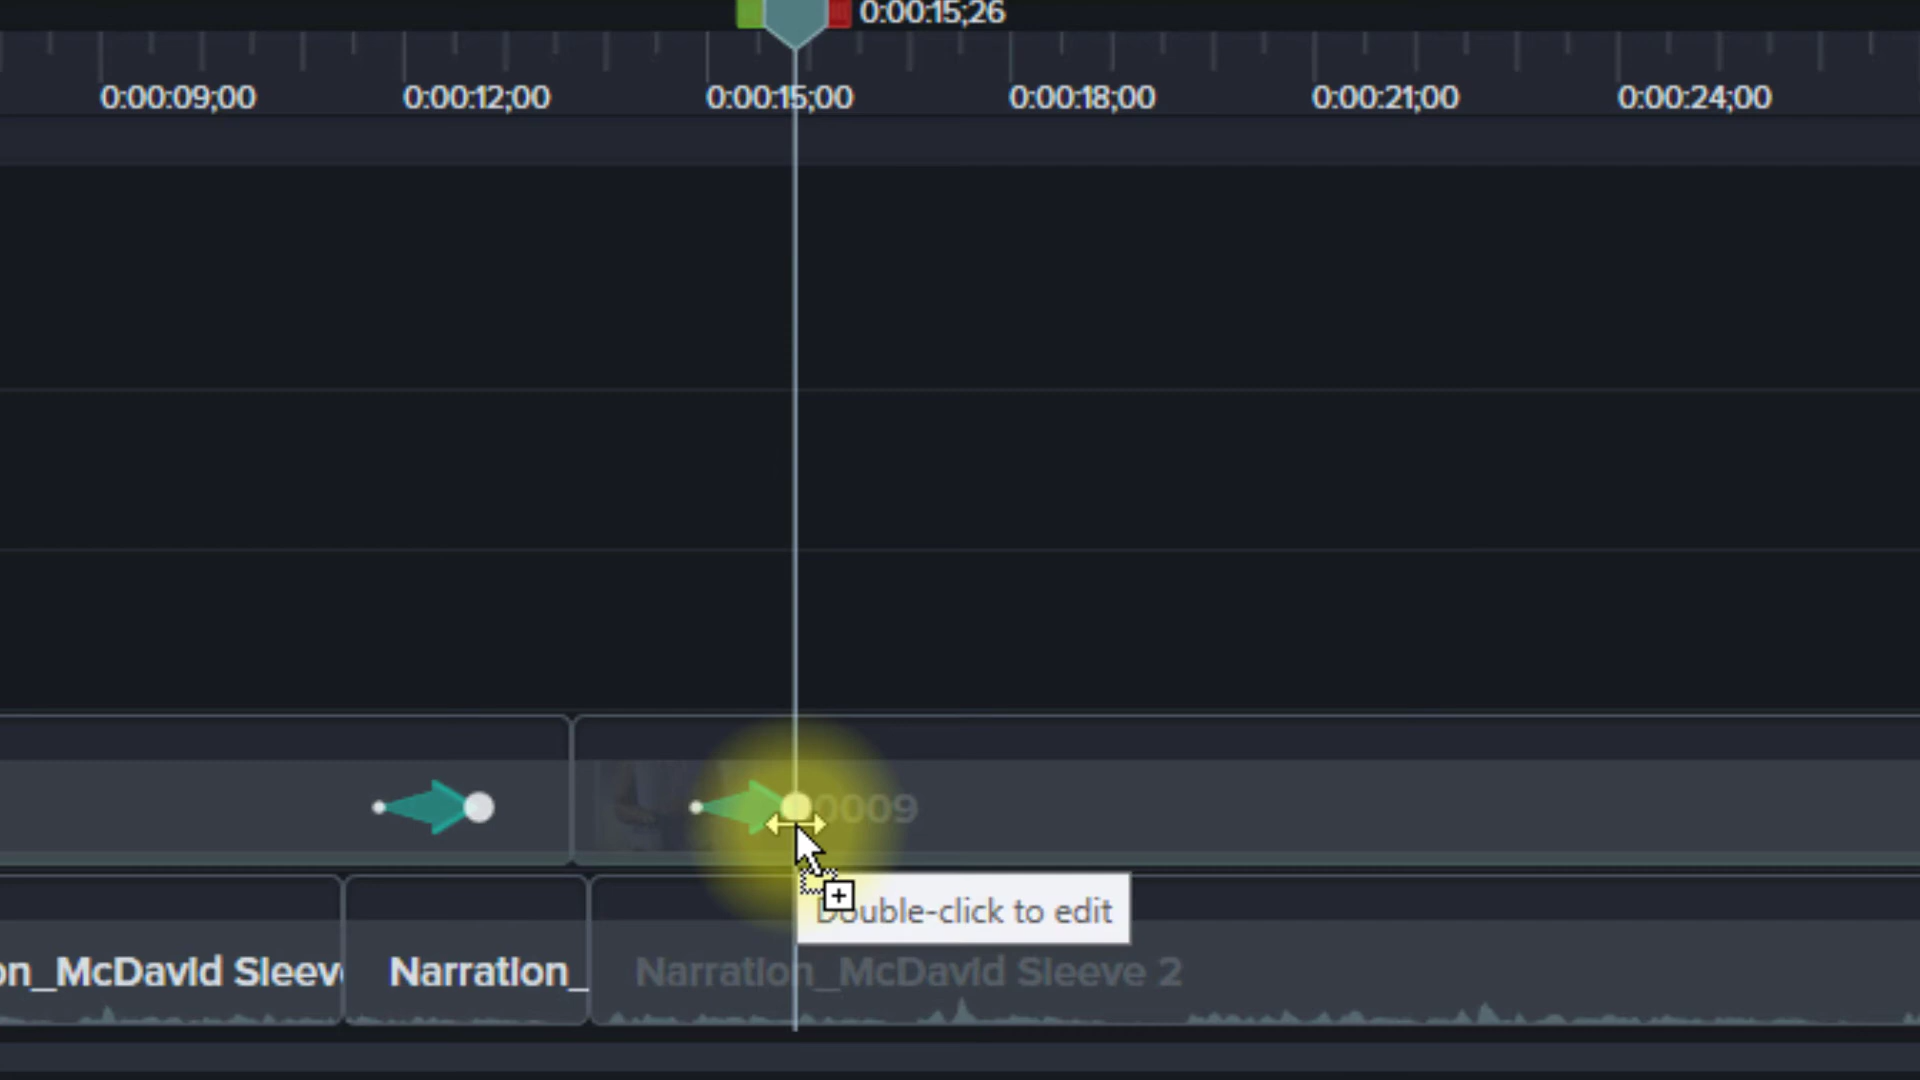 0:00:15;26
0:00:09;00 0:00:12;00 0:00:15;00 0:00:18;00 0:00:21;00 0:00:24;00
0009
Double-click to edit
on_McDavid Sleev Narration_ Narration_McDavid Sleeve 2